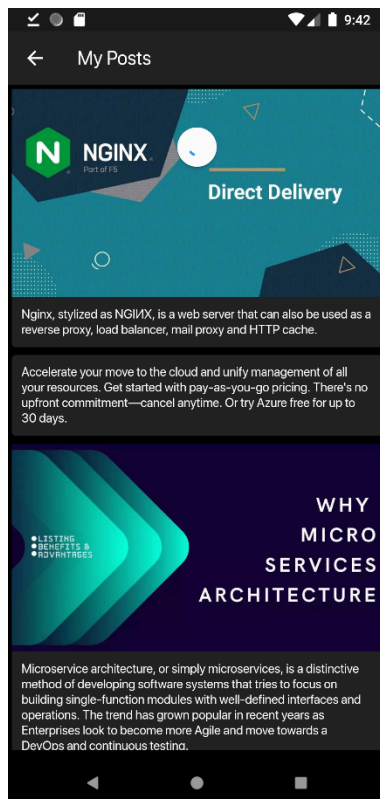 9:42
My Posts
NGINX
Part of F5
Direct Delivery
Nginx, stylized as NGIИX, is a web server that can also be used as a
reverse proxy, load balancer, mail proxy and HTTP cache.
Accelerate your move to the cloud and unify management of all
your resources. Get started with pay-as-you-go pricing. There's no
upfront commitment—cancel anytime. Or try Azure free for up to
30 days.
LISTING
BENEFITS &
ADVANTAGES
WHY
MICRO
SERVICES
ARCHITECTURE
Microservice architecture, or simply microservices, is a distinctive
method of developing software systems that tries to focus on
building single-function modules with well-defined interfaces and
operations. The trend has grown popular in recent years as
Enterprises look to become more Agile and move towards a
DevOps and continuous testing.